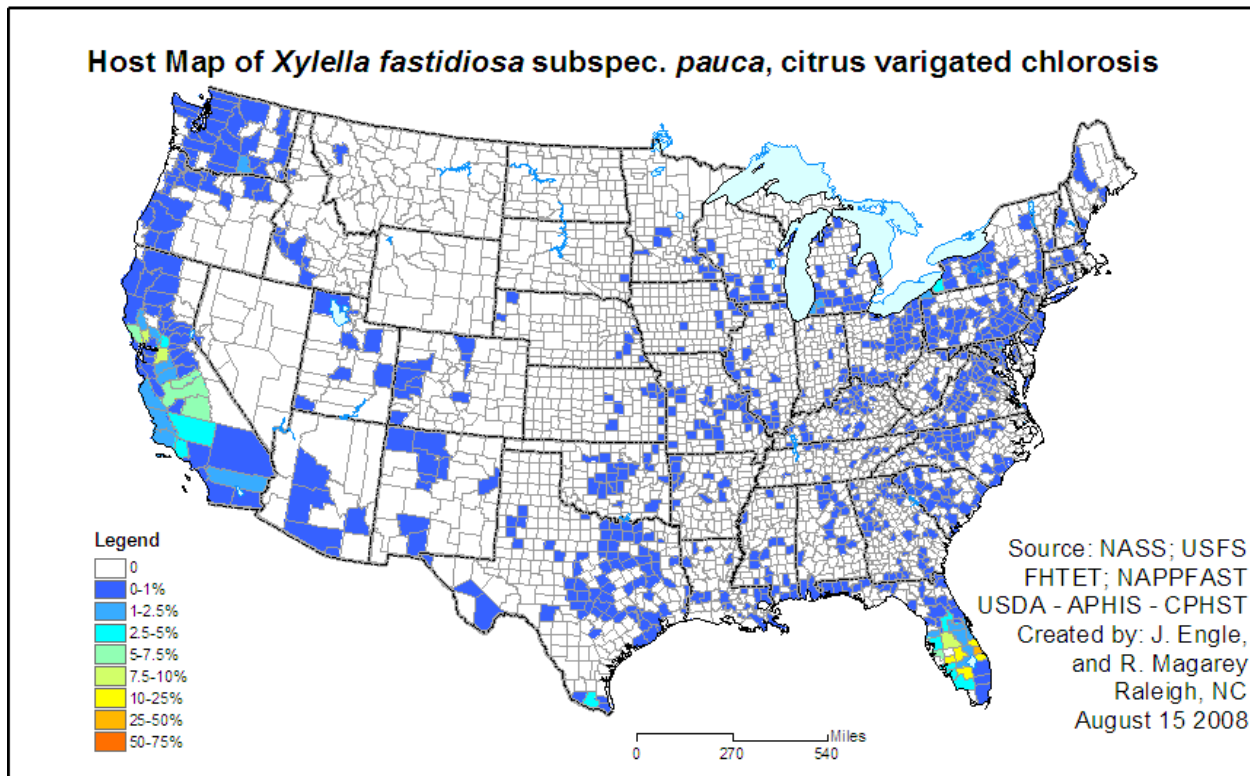 Host Map of Xylella fastidiosa subspec. pauca, citrus varigated chlorosis
Legend
0
0-1%
1-2.5%
2.5-5%
5-7.5%
7.5-10%
10-25%
25-50%
50-75%
Miles
0 270 540
Source: NASS; USFS
FHTET; NAPPFAST
USDA - APHIS - CPHST
Created by: J. Engle,
and R. Magarey
Raleigh, NC
August 15 2008